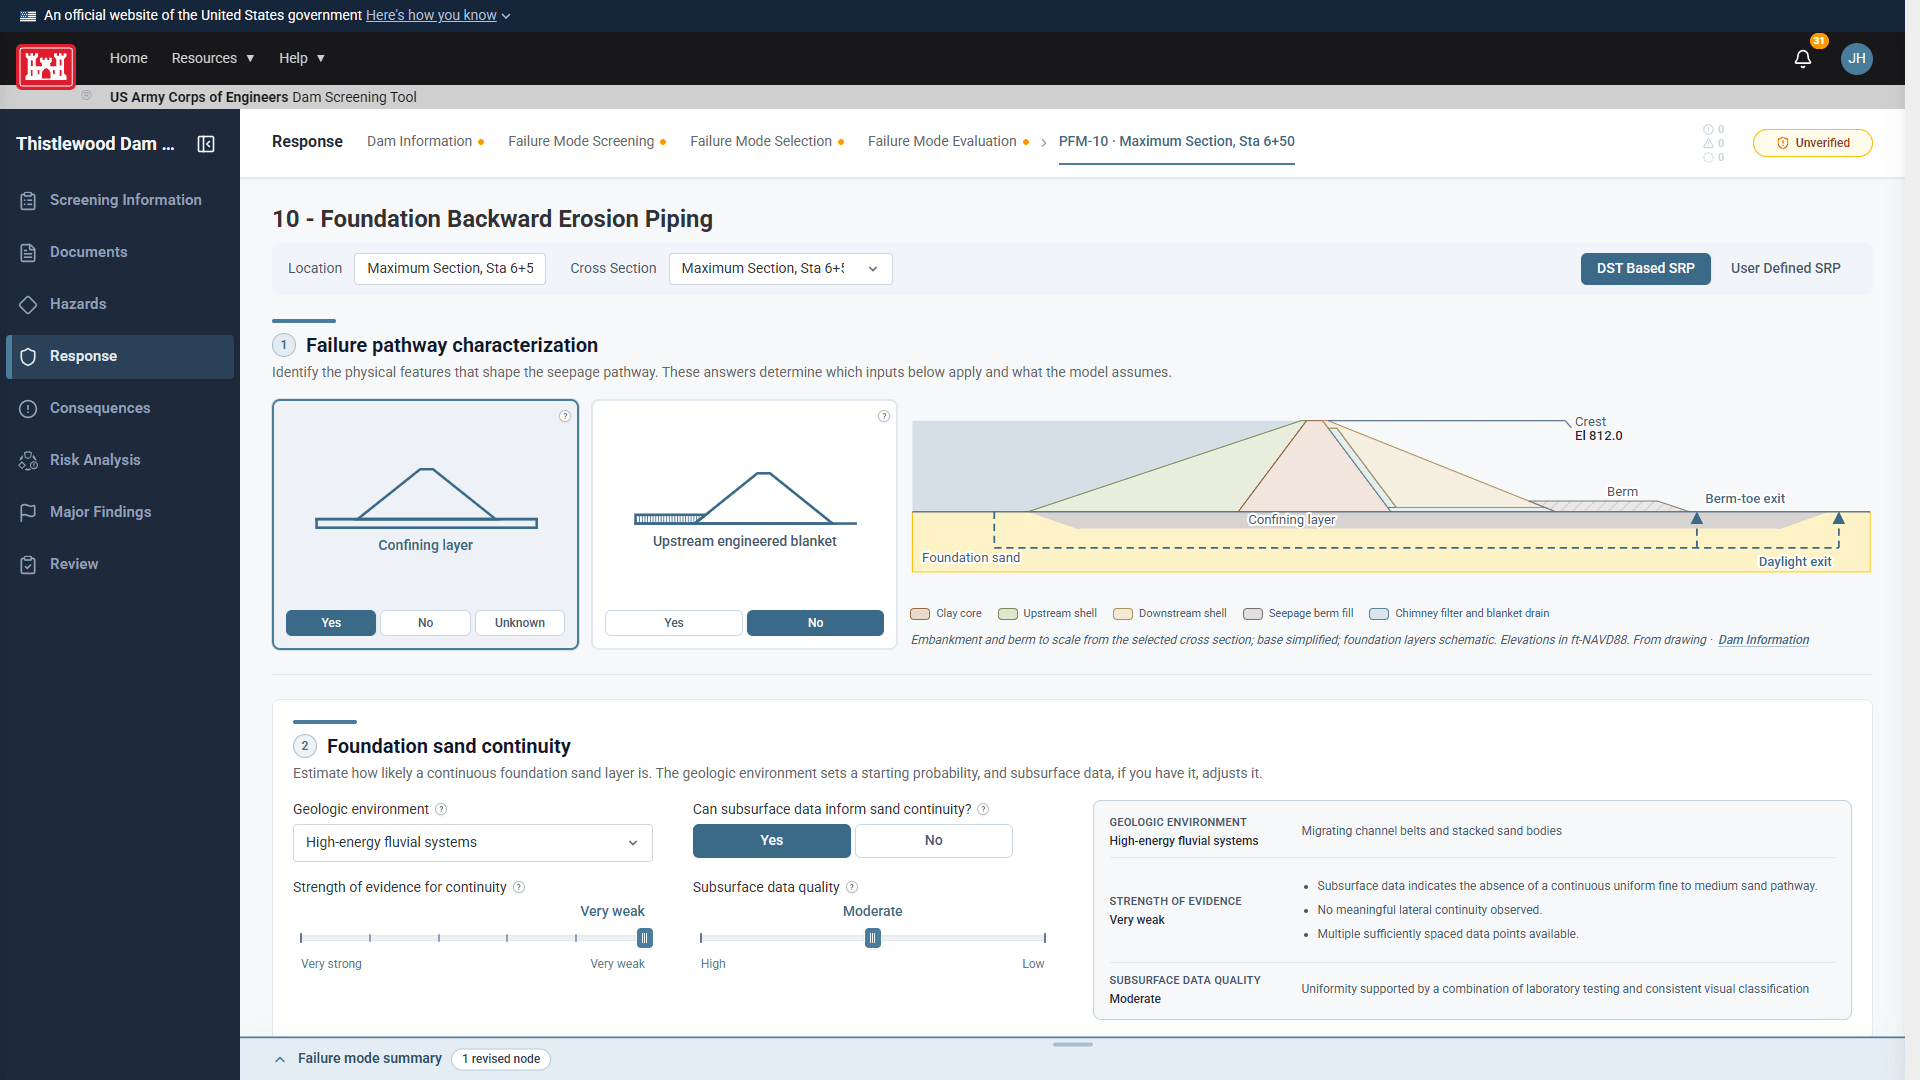 An official website of the United States government Here's how you know
Home Resources Help
31
JH
US Army Corps of Engineers Dam Screening Tool
Thistlewood Dam ...
Screening Information
Documents
Hazards
Response
Consequences
Risk Analysis
Major Findings
Review
Response Dam Information Failure Mode Screening Failure Mode Selection Failure Mode Evaluation PFM-10 · Maximum Section, Sta 6+50
0
0
0
Unverified
10 - Foundation Backward Erosion Piping
Location Maximum Section, Sta 6+5 Cross Section Maximum Section, Sta 6+5 DST Based SRP User Defined SRP
1 Failure pathway characterization
Identify the physical features that shape the seepage pathway. These answers determine which inputs below apply and what the model assumes.
?
Confining layer
Yes No Unknown
?
Upstream engineered blanket
Yes No
Crest
El 812.0
Berm
Berm-toe exit
Confining layer
Foundation sand
Daylight exit
Clay core Upstream shell Downstream shell Seepage berm fill Chimney filter and blanket drain
Embankment and berm to scale from the selected cross section; base simplified; foundation layers schematic. Elevations in ft-NAVD88. From drawing · Dam Information
2 Foundation sand continuity
Estimate how likely a continuous foundation sand layer is. The geologic environment sets a starting probability, and subsurface data, if you have it, adjusts it.
Geologic environment ?
High-energy fluvial systems
Can subsurface data inform sand continuity? ?
Yes No
Strength of evidence for continuity ?
Very weak
Very strong Very weak
Subsurface data quality ?
Moderate
High Low
GEOLOGIC ENVIRONMENT
High-energy fluvial systems
Migrating channel belts and stacked sand bodies
STRENGTH OF EVIDENCE
Very weak
• Subsurface data indicates the absence of a continuous uniform fine to medium sand pathway.
• No meaningful lateral continuity observed.
• Multiple sufficiently spaced data points available.
SUBSURFACE DATA QUALITY
Moderate
Uniformity supported by a combination of laboratory testing and consistent visual classification
Failure mode summary 1 revised node